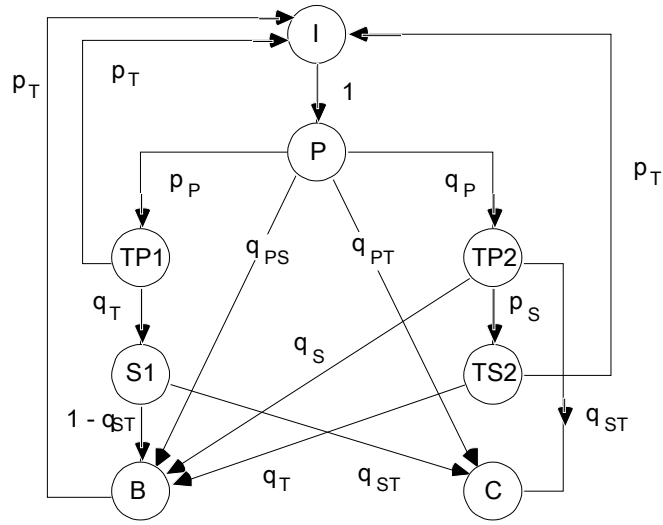 I
p_T
p_T
1
P
p_T
p_P
q_P
q_PS
q_PT
TP1
TP2
q_T
p_S
q_S
S1
TS2
1 - q_ST
q_ST
q_T
q_ST
B
C